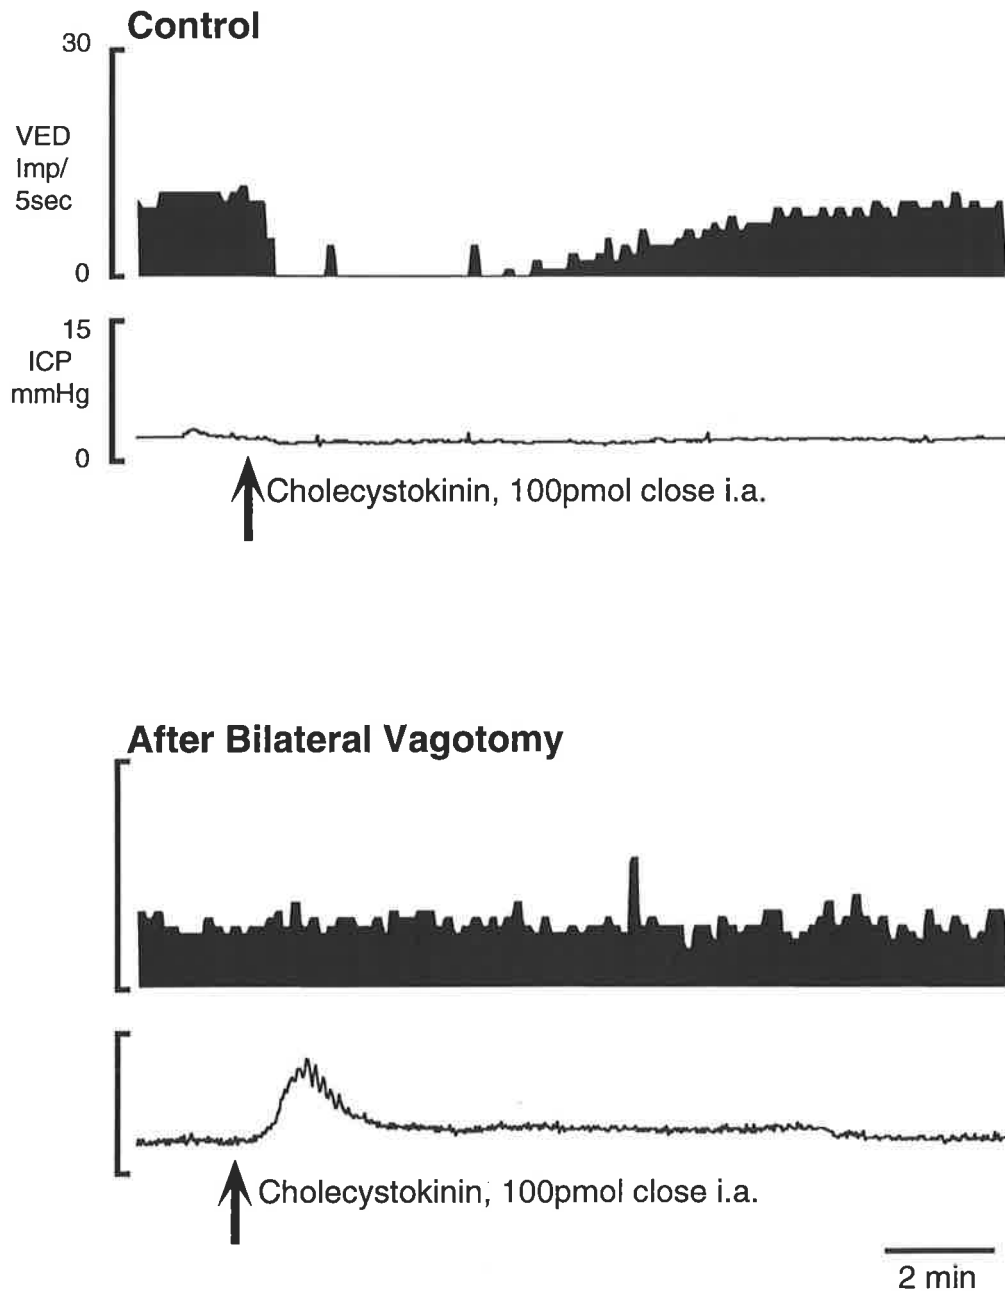 Control
30
VED
Imp/
5sec
0
15
ICP
mmHg
0
Cholecystokinin, 100pmol close i.a.
After Bilateral Vagotomy
Cholecystokinin, 100pmol close i.a.
2 min